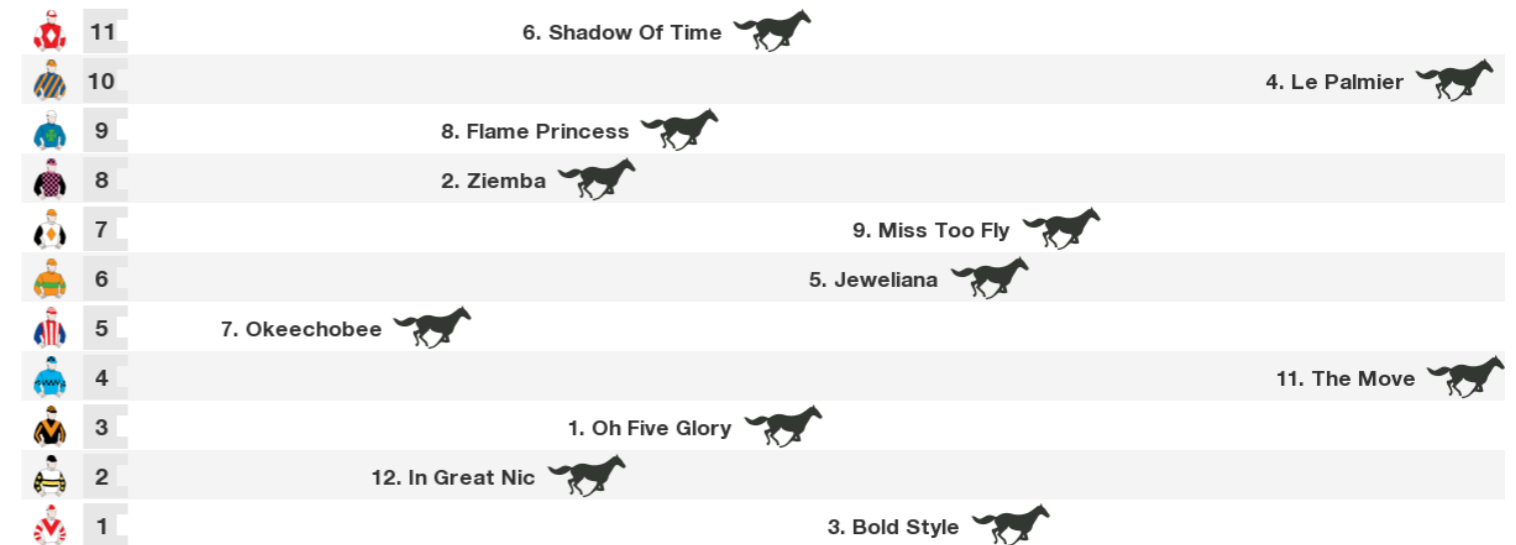 11 6. Shadow Of Time
10 4. Le Palmier
9 8. Flame Princess
8 2. Ziemba
7 9. Miss Too Fly
6 5. Jeweliana
5 7. Okeechobee
4 11. The Move
3 1. Oh Five Glory
2 12. In Great Nic
1 3. Bold Style